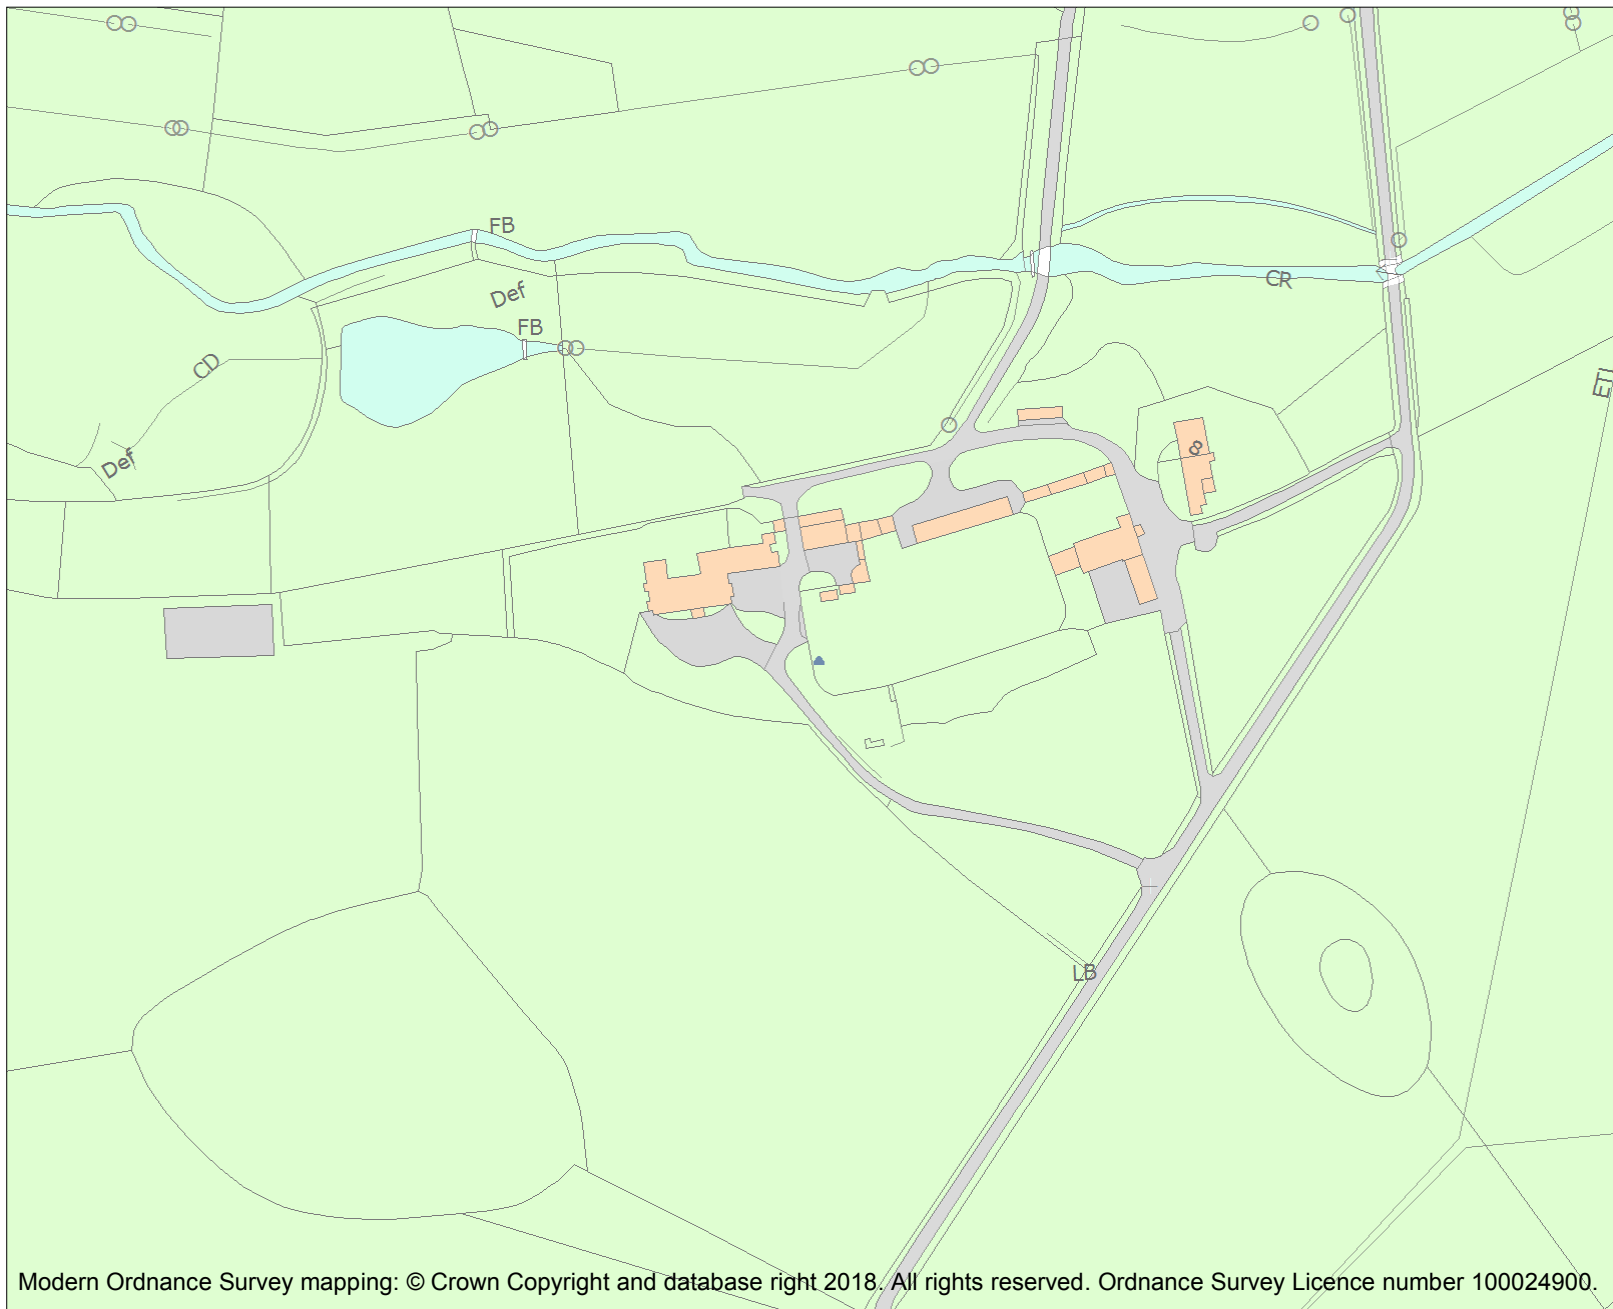 FB
Def
CR
FB
CD
ETL
Def
8
LB
Modern Ordnance Survey mapping: © Crown Copyright and database right 2018. All rights reserved. Ordnance Survey Licence number 100024900.